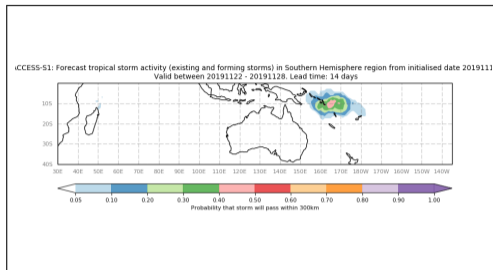 ACCESS-S1: Forecast tropical storm activity (existing and forming storms) in Southern Hemisphere region from initialised date 2019111
Valid between 20191122 - 20191128. Lead time: 14 days
10S
20S
30S
40S
30E 40E 50E 60E 70E 80E 90E 100E 110E 120E 130E 140E 150E 160E 170E 180W 170W 160W 150W 140W
0.05 0.10 0.20 0.30 0.40 0.50 0.60 0.70 0.80 0.90 1.00
Probability that storm will pass within 300km